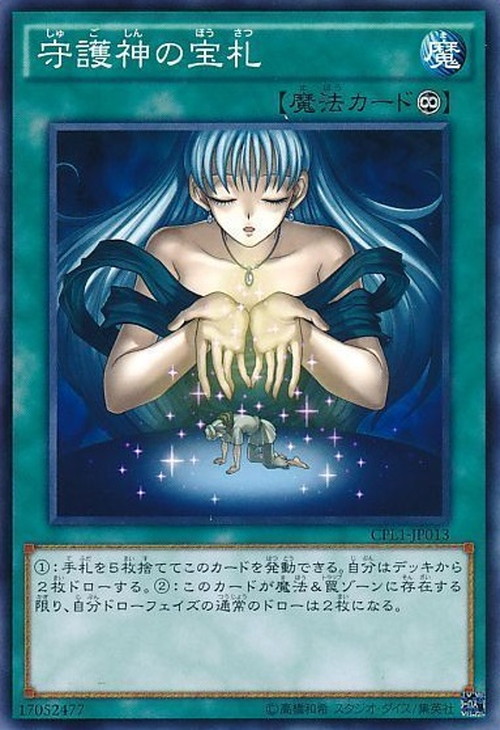 守護神の宝札
魔
【魔法カード】
CPL1-JP013
①：手札を５枚捨ててこのカードを発動できる。自分はデッキから
２枚ドローする。②：このカードが魔法＆罠ゾーンに存在する
限り、自分ドローフェイズの通常のドローは２枚になる。
17052477
©高橋和希 スタジオ・ダイス/集英社